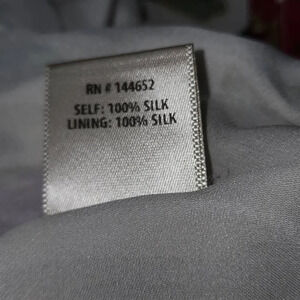 RN # 144652
SELF: 100% SILK
LINING: 100% SILK